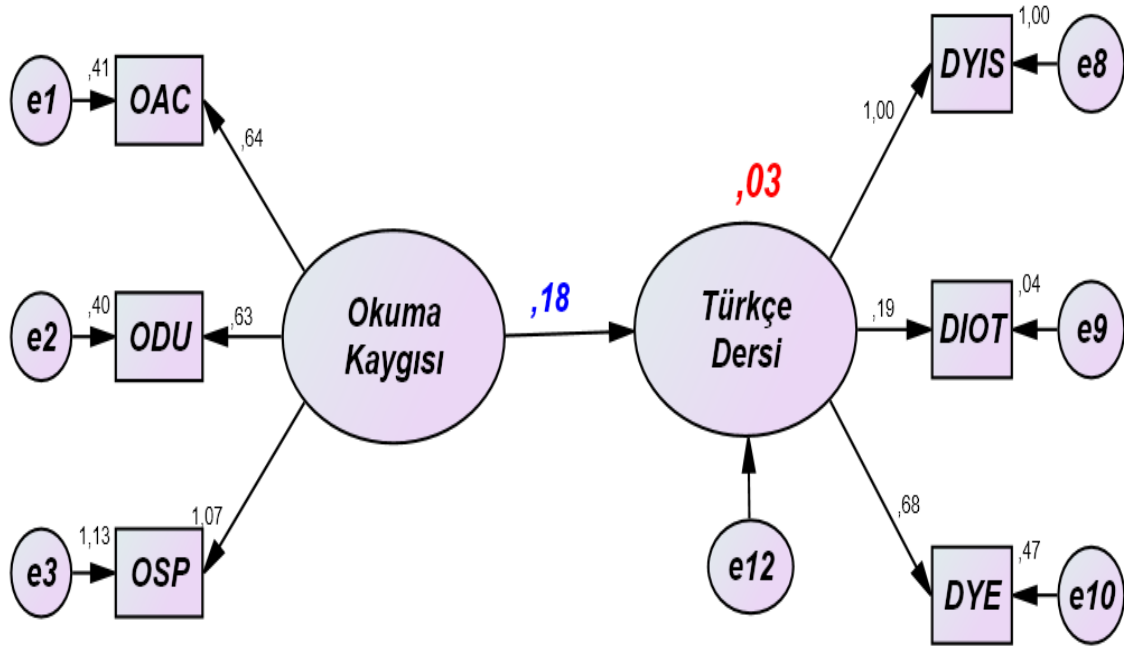 1,00
e1
,41
OAC
DYIS
e8
,64
1,00
,03
e2
,40
ODU
,63
Okuma
Kaygısı
,18
Türkçe
Dersi
,19
DIOT
,04
e9
e3
1,13
OSP
1,07
e12
,68
DYE
,47
e10